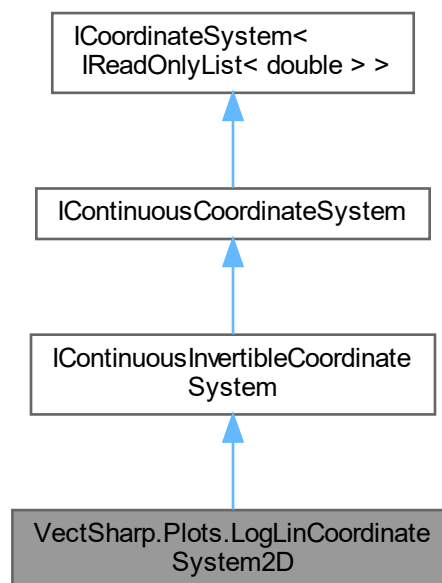 ICoordinateSystem<
IReadOnlyList< double > >
IContinuousCoordinateSystem
IContinuousInvertibleCoordinate
System
VectSharp.Plots.LogLinCoordinate
System2D